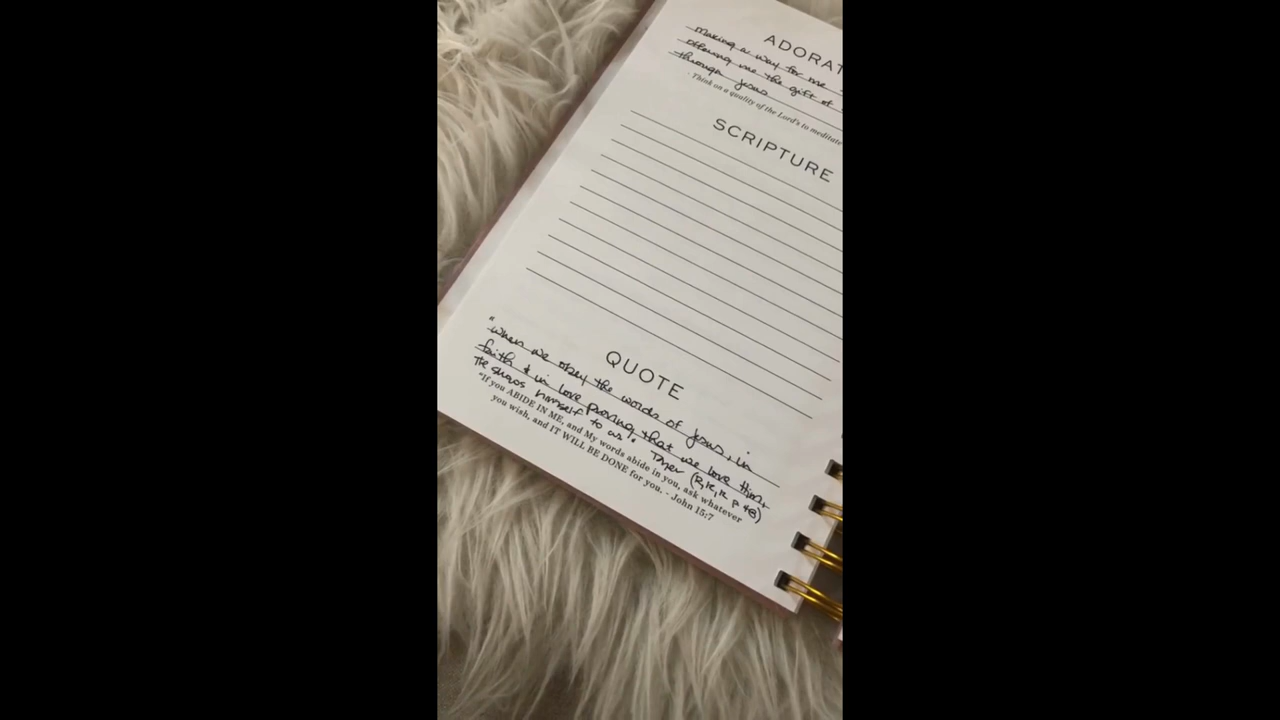 ADORAT
making a way for me
offering me the gift of
through Jesus
- Think on a quality of the Lord's to meditate
SCRIPTURE
QUOTE
"when we obey the words of Jesus, in
faith & in love proving that we love Him,
He shows himself to us."
"If you ABIDE IN ME, and My words abide in you, ask whatever
you wish, and IT WILL BE DONE for you. - John 15:7